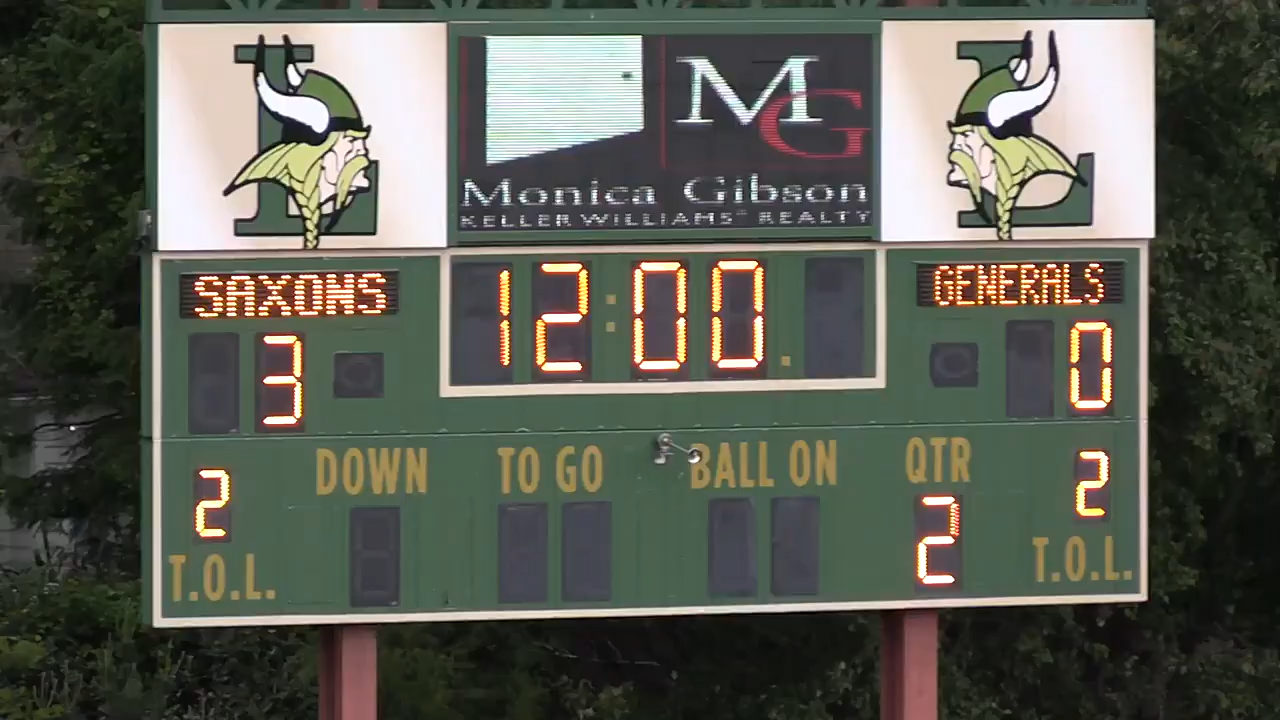 L
L
MG
Monica Gibson
KELLER WILLIAMS REALTY
SAXONS 12:00 GENERALS
3 0
DOWN TO GO BALL ON QTR
2 2 2
T.O.L. T.O.L.